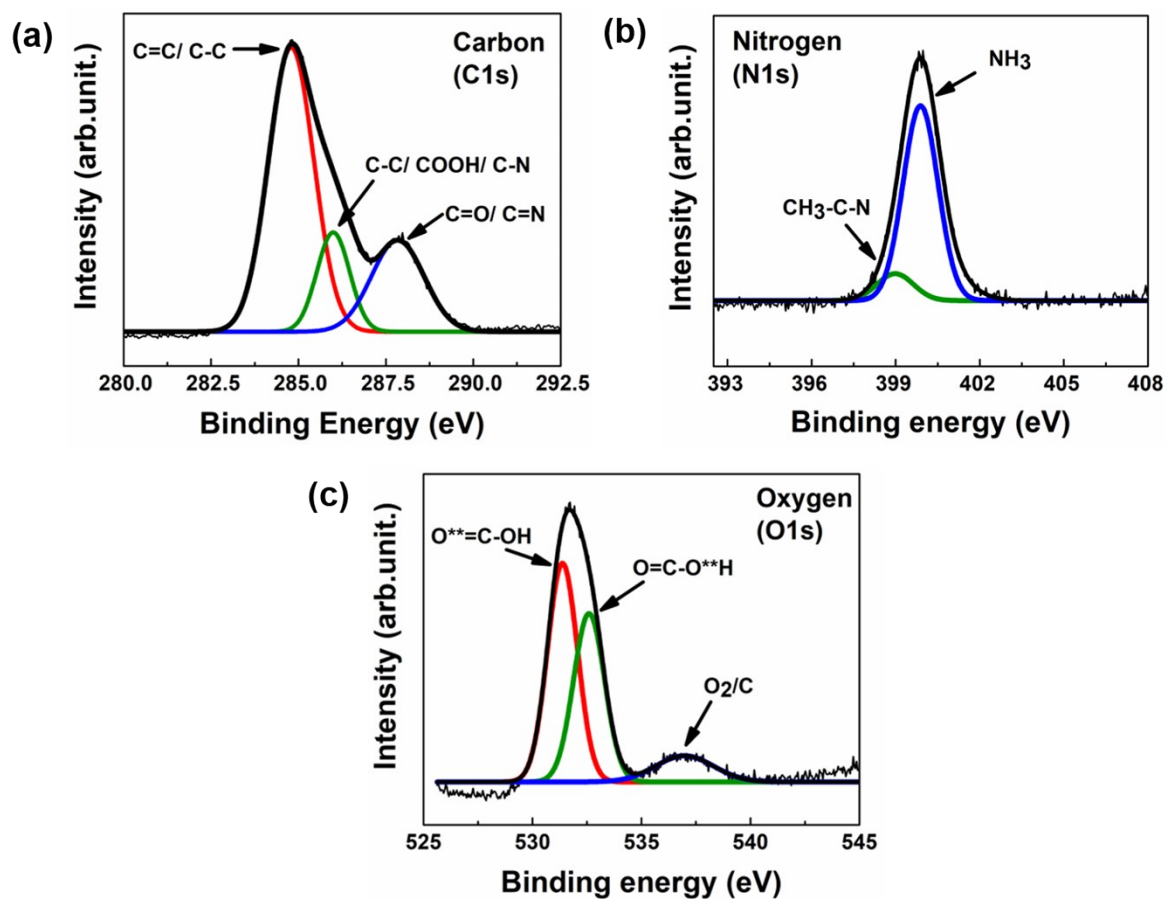 (a)
Carbon
(C1s)
C=C/ C-C
C-C/ COOH/ C-N
C=O/ C=N
Intensity (arb.unit.)
280.0 282.5 285.0 287.5 290.0 292.5
Binding Energy (eV)
(b)
Nitrogen
(N1s)
NH3
CH3-C-N
Intensity (arb.unit.)
393 396 399 402 405 408
Binding energy (eV)
(c)
Oxygen
(O1s)
O**=C-OH
O=C-O**H
O2/C
Intensity (arb.unit.)
525 530 535 540 545
Binding energy (eV)